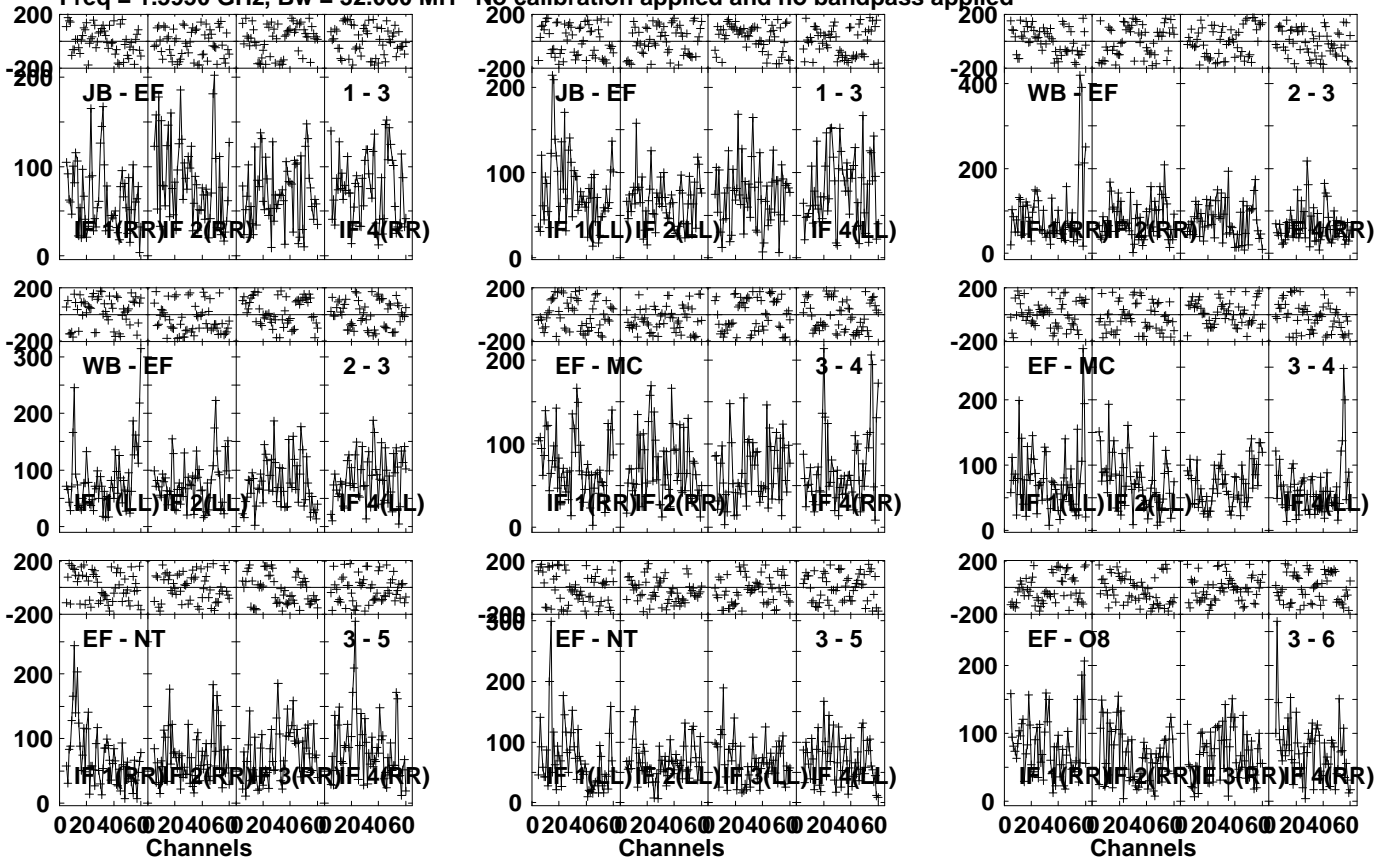 Freq = 1.5990 GHz, Bw = 32.000 MH No calibration applied and no bandpass applied
200
-200
200
JB - EF 1 - 3
100
IF 1(RR) IF 2(RR) IF 4(RR)
0
200
-200
200
JB - EF 1 - 3
100
IF 1(LL) IF 2(LL) IF 4(LL)
0
200
-200
400
WB - EF 2 - 3
200
IF 1(RR) IF 2(RR) IF 4(RR)
0
200
-200
300
WB - EF 2 - 3
200
100
IF 1(LL) IF 2(LL) IF 4(LL)
0
200
-200
200
EF - MC 3 - 4
100
IF 1(RR) IF 2(RR) IF 4(RR)
0
200
-200
EF - MC 3 - 4
200
100
IF 1(LL) IF 2(LL) IF 4(LL)
0
200
-200
EF - NT 3 - 5
200
100
IF 1(RR) IF 2(RR) IF 3(RR) IF 4(RR)
0
0 20 40 60 0 20 40 60 0 20 40 60 0 20 40 60
Channels
200
-200
300
EF - NT 3 - 5
200
100
IF 1(LL) IF 2(LL) IF 3(LL) IF 4(LL)
0
0 20 40 60 0 20 40 60 0 20 40 60 0 20 40 60
Channels
200
-200
EF - O8 3 - 6
200
100
IF 1(RR) IF 2(RR) IF 3(RR) IF 4(RR)
0
0 20 40 60 0 20 40 60 0 20 40 60 0 20 40 60
Channels